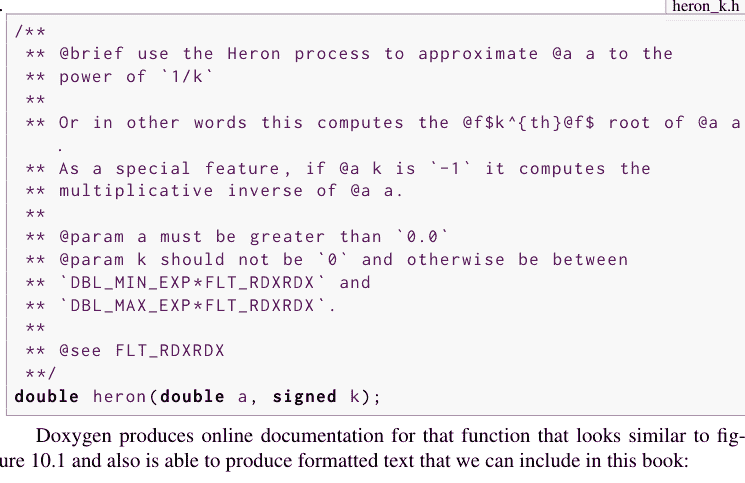 heron_k.h
/**
** @brief use the Heron process to approximate @a a to the
** power of `1/k`
**
** Or in other words this computes the @f$k^{th}@f$ root of @a a
.
** As a special feature, if @a k is `-1` it computes the
** multiplicative inverse of @a a.
**
** @param a must be greater than `0.0`
** @param k should not be `0` and otherwise be between
** `DBL_MIN_EXP*FLT_RDXRDX` and
** `DBL_MAX_EXP*FLT_RDXRDX`.
**
** @see FLT_RDXRDX
**/
double heron(double a, signed k);
Doxygen produces online documentation for that function that looks similar to fig-
ure 10.1 and also is able to produce formatted text that we can include in this book: